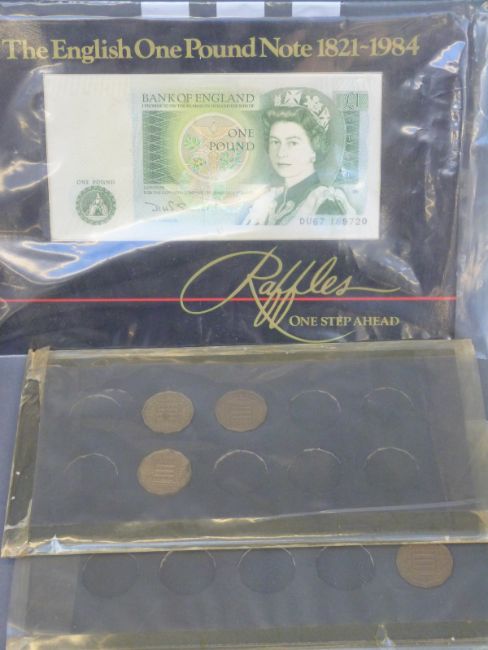 The English One Pound Note 1821~1984
BANK OF ENGLAND
£1
ONE
POUND
ONE POUND
DU67 189720
Raffles
ONE STEP AHEAD